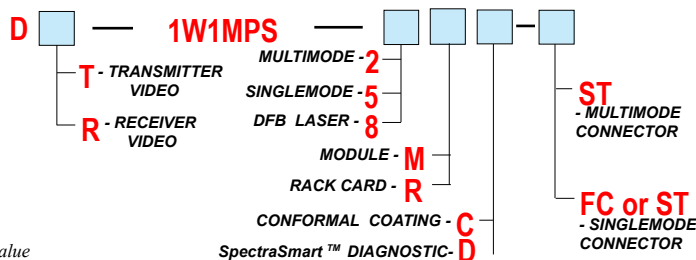 D — 1W1MPS — -
T - TRANSMITTER
VIDEO
R - RECEIVER
VIDEO
MULTIMODE - 2
SINGLEMODE - 5
DFB LASER - 8
MODULE - M
RACK CARD - R
CONFORMAL COATING - C
SpectraSmart ™ DIAGNOSTIC- D
ST
- MULTIMODE
CONNECTOR
FC or ST
- SINGLEMODE
CONNECTOR
alue